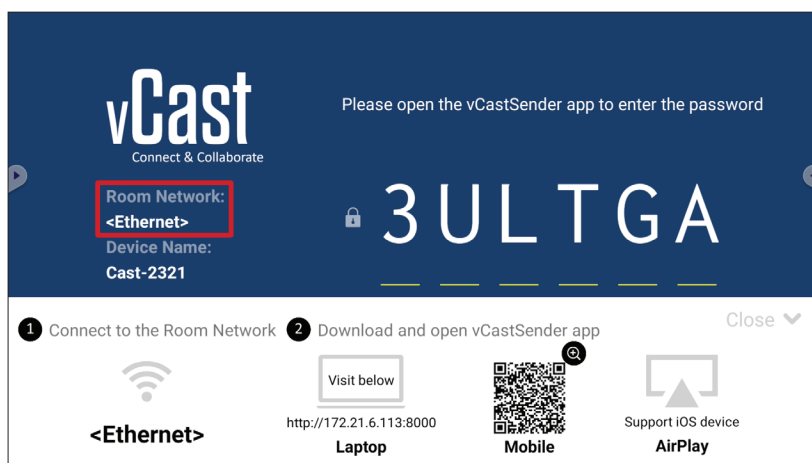 vCast
Connect & Collaborate
Please open the vCastSender app to enter the password
Room Network:
<Ethernet>
Device Name:
Cast-2321
3ULTGA
1 Connect to the Room Network
<Ethernet>
2 Download and open vCastSender app
Close
Visit below
http://172.21.6.113:8000
Laptop
Mobile
Support iOS device
AirPlay